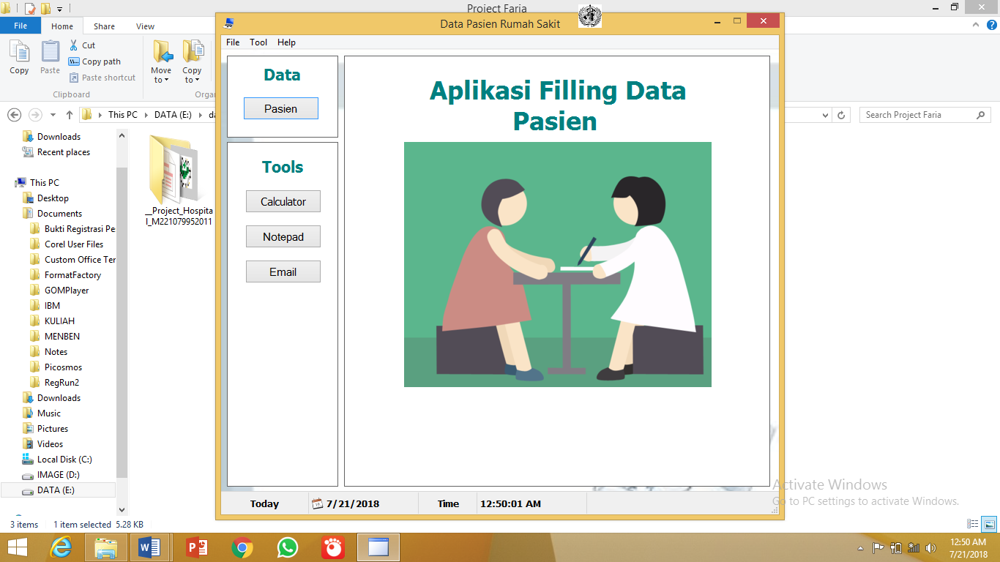 Project Faria
File
Home
Share
View
Copy
Paste
Cut
Copy path
Paste shortcut
Clipboard
Move
to
Copy
to
This PC
DATA (E:)
Search Project Faria
Downloads
Recent places
This PC
Desktop
Documents
Bukti Registrasi Pe
Corel User Files
Custom Office Ter
FormatFactory
GOMPlayer
IBM
KULIAH
MENBEN
Notes
Picosmos
RegRun2
Downloads
Music
Pictures
Videos
Local Disk (C:)
IMAGE (D:)
DATA (E:)
__Project_Hospita
l_M221079952011
Data Pasien Rumah Sakit
File Tool Help
Data
Pasien
Tools
Calculator
Notepad
Email
Aplikasi Filling Data
Pasien
Today 7/21/2018 Time 12:50:01 AM
Activate Windows
Go to PC settings to activate Windows.
3 items 1 item selected 5.28 KB
12:50 AM
7/21/2018